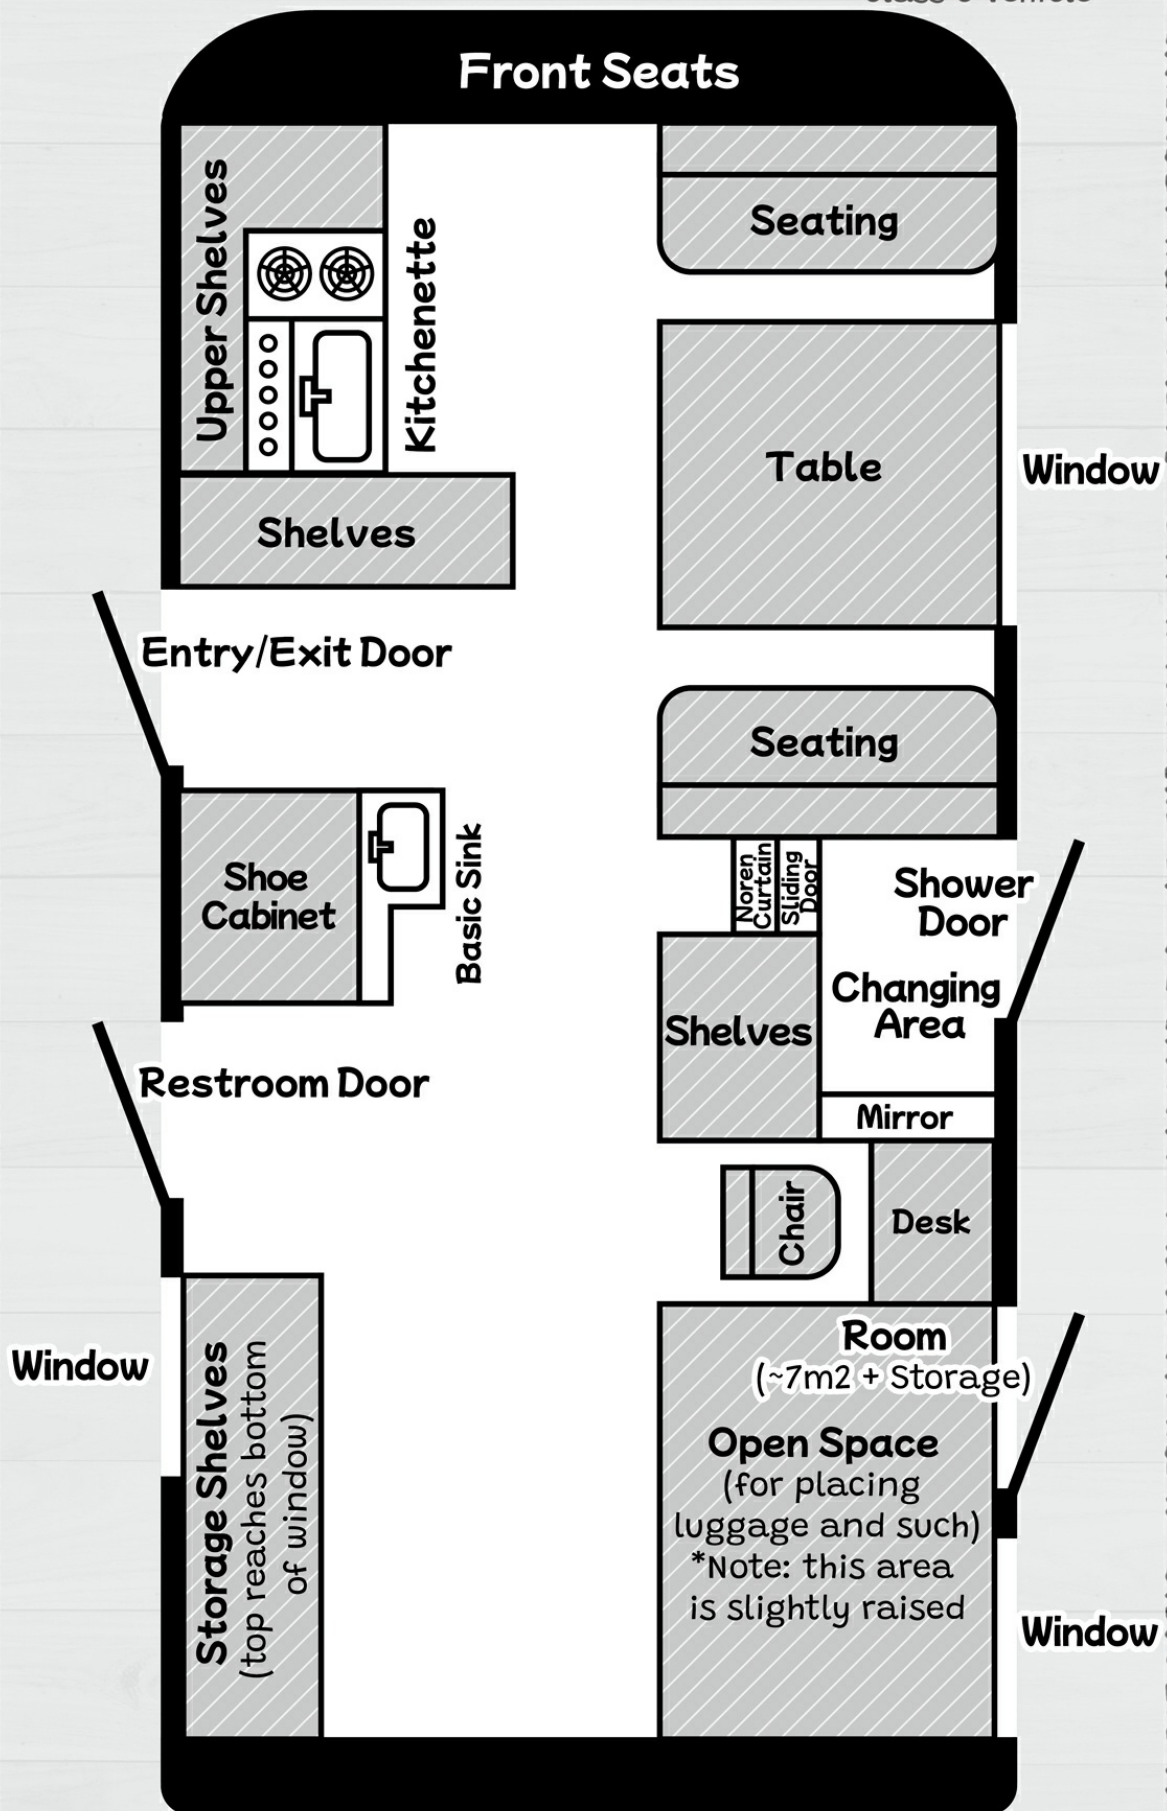 Front Seats
Upper Shelves
Kitchenette
Seating
Table
Window
Shelves
Entry/Exit Door
Seating
Shoe
Cabinet
Basic Sink
Noren
Curtain
Sliding
Door
Shower
Door
Changing
Area
Shelves
Mirror
Restroom Door
Chair
Desk
Window
Storage Shelves
(top reaches bottom
of window)
Room
(~7m2 + Storage)
Open Space
(for placing
luggage and such)
*Note: this area
is slightly raised
Window